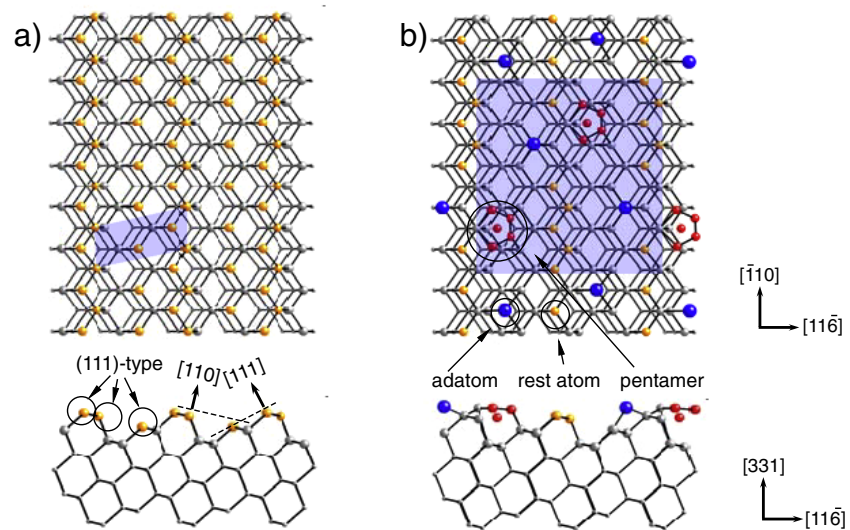 a)
b)
[1̄10]
[116̄]
(111)-type
[110]
[111]
adatom
rest atom
pentamer
[331]
[116̄]